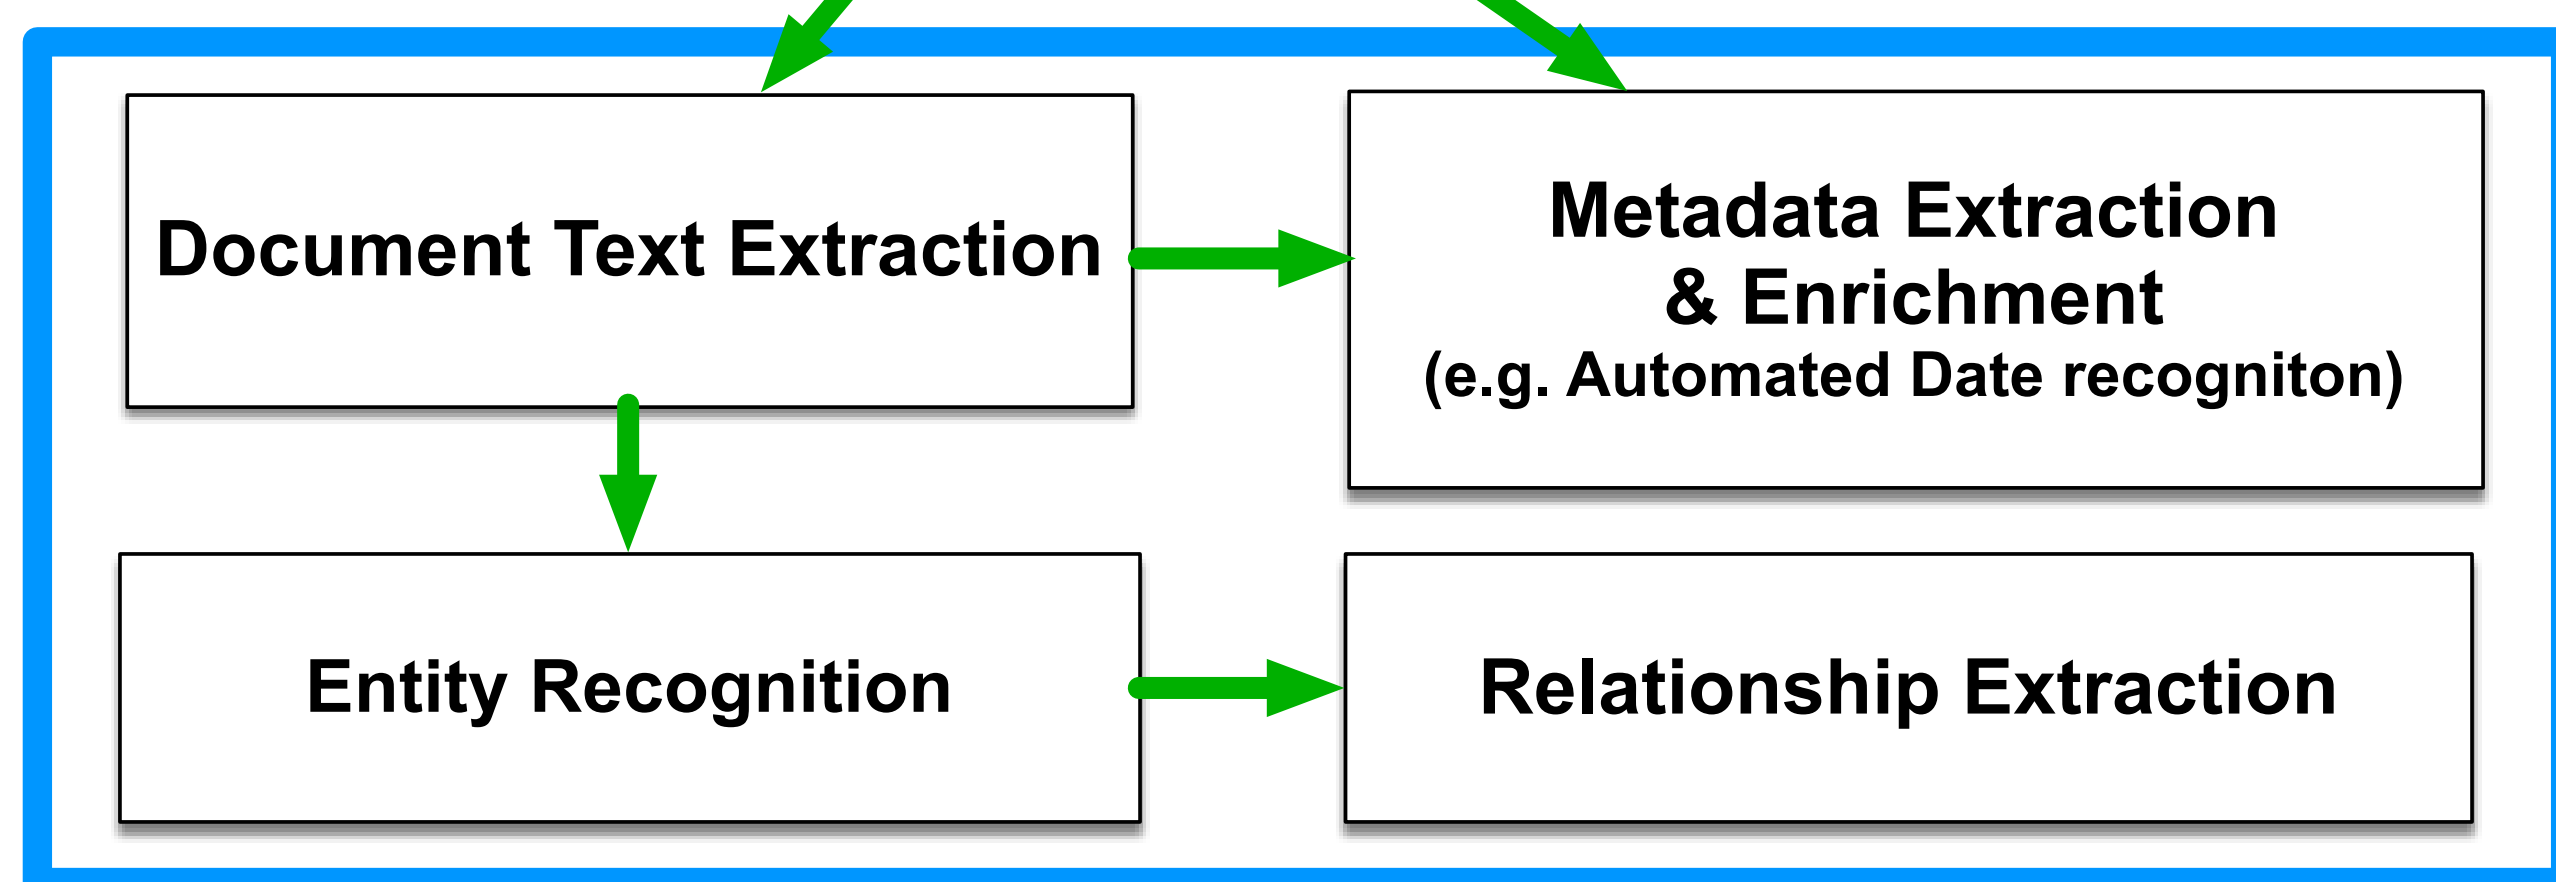 Document Text Extraction
Metadata Extraction
& Enrichment
(e.g. Automated Date recogniton)
Entity Recognition
Relationship Extraction